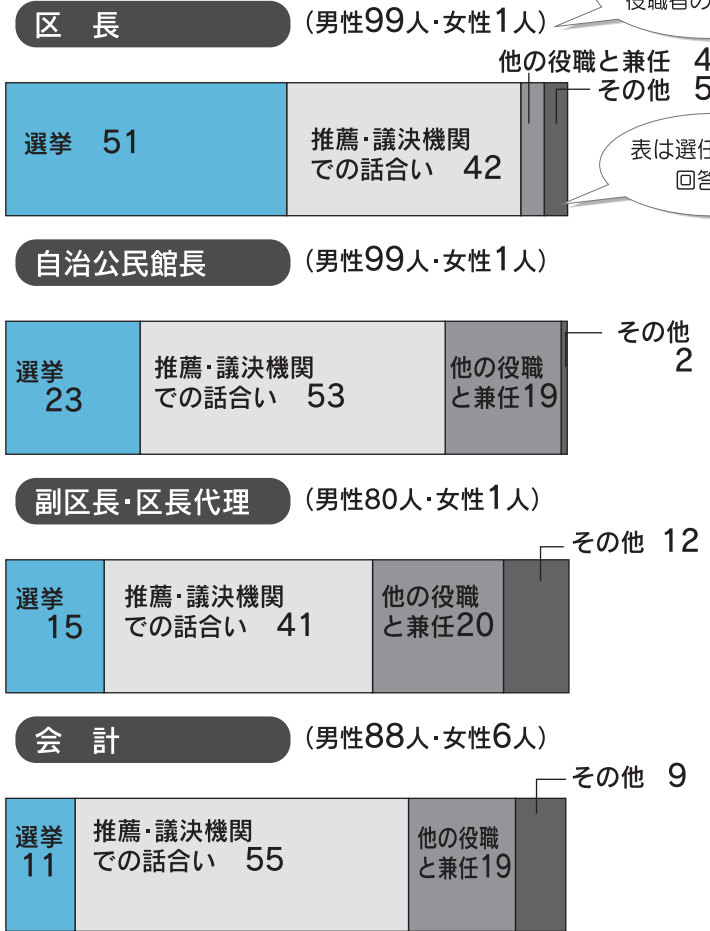 区　長
（男性99人・女性1人）
役職者の
他の役職と兼任　4
その他　5
選挙　51
推薦・議決機関
での話合い　42
表は選任
回答
自治公民館長
（男性99人・女性1人）
選挙
23
推薦・議決機関
での話合い　53
他の役職
と兼任19
その他
2
副区長・区長代理
（男性80人・女性1人）
その他　12
選挙
15
推薦・議決機関
での話合い　41
他の役職
と兼任20
会　計
（男性88人・女性6人）
その他　9
選挙
11
推薦・議決機関
での話合い　55
他の役職
と兼任19